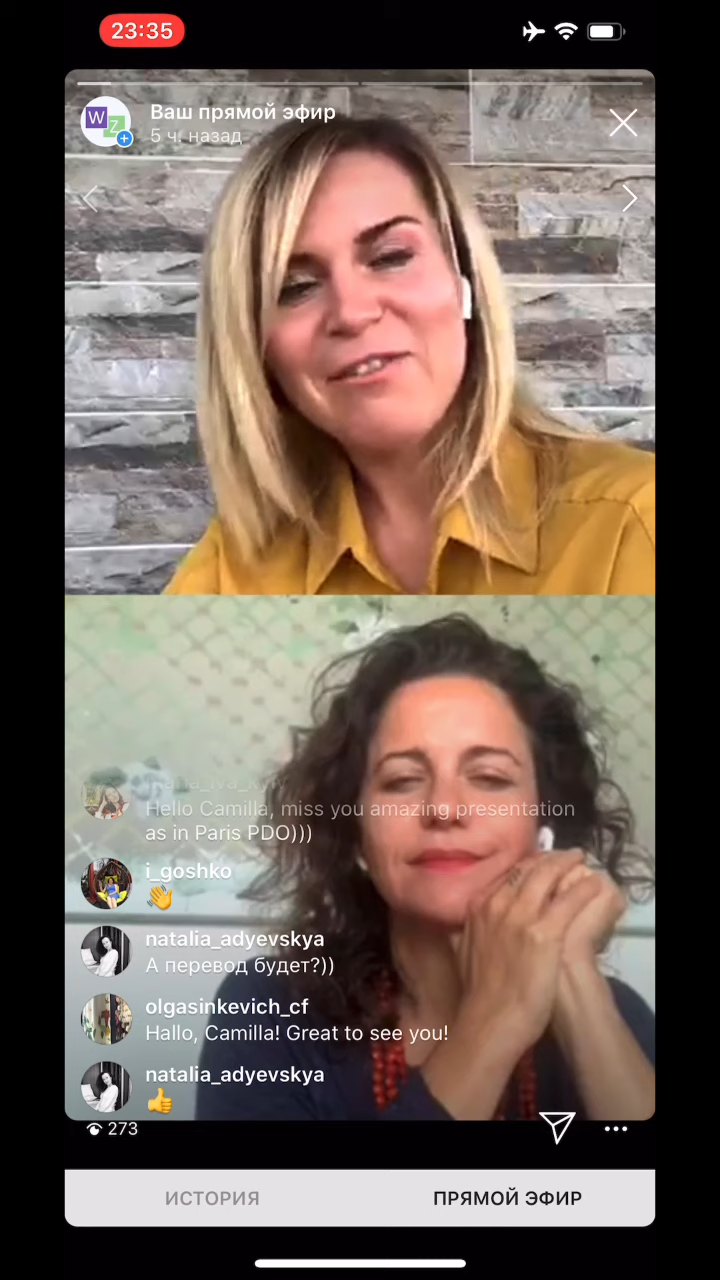 23:35
W
Z
Ваш прямой эфир
5 ч. назад
Hello Camilla, miss you amazing presentation
as in Paris PDO)))
i_goshko
👋
natalia_adyevskya
А перевод будет?))
olgasinkevich_cf
Hallo, Camilla! Great to see you!
natalia_adyevskya
👍
273
ИСТОРИЯ
ПРЯМОЙ ЭФИР